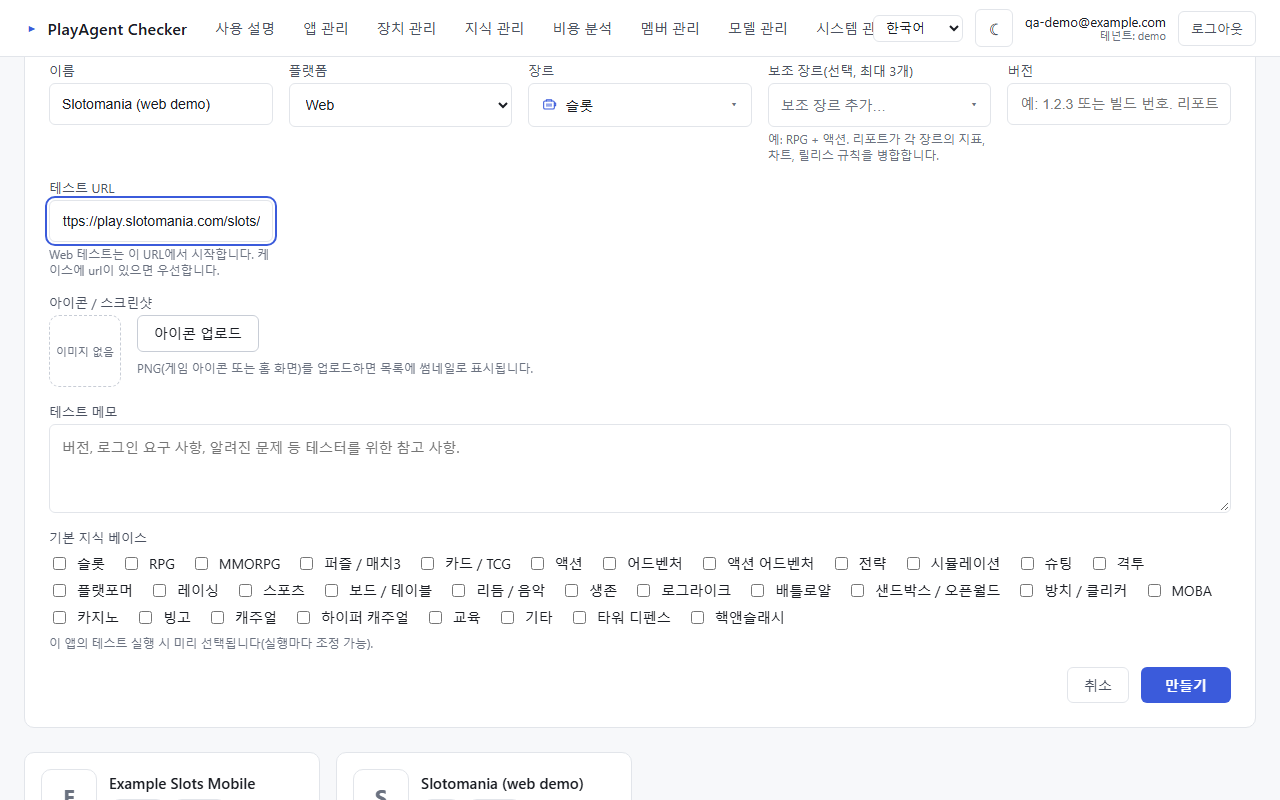 PlayAgent Checker
사용 설명
앱 관리
장치 관리
지식 관리
비용 분석
멤버 관리
모델 관리
시스템 관
한국어
qa-demo@example.com
테넌트: demo
로그아웃
이름
플랫폼
장르
보조 장르(선택, 최대 3개)
버전
Slotomania (web demo)
Web
슬롯
보조 장르 추가...
예: 1.2.3 또는 빌드 번호. 리포트
예: RPG + 액션. 리포트가 각 장르의 지표,
차트, 릴리스 규칙을 병합합니다.
테스트 URL
ttps://play.slotomania.com/slots/
Web 테스트는 이 URL에서 시작합니다. 케
이스에 url이 있으면 우선합니다.
아이콘 / 스크린샷
이미지 없음
아이콘 업로드
PNG(게임 아이콘 또는 홈 화면)를 업로드하면 목록에 썸네일로 표시됩니다.
테스트 메모
버전, 로그인 요구 사항, 알려진 문제 등 테스터를 위한 참고 사항.
기본 지식 베이스
슬롯 RPG MMORPG 퍼즐 / 매치3 카드 / TCG 액션 어드벤처 액션 어드벤처 전략 시뮬레이션 슈팅 격투
플랫포머 레이싱 스포츠 보드 / 테이블 리듬 / 음악 생존 로그라이크 배틀로얄 샌드박스 / 오픈월드 방치 / 클리커 MOBA
카지노 빙고 캐주얼 하이퍼 캐주얼 교육 기타 타워 디펜스 핵앤슬래시
이 앱의 테스트 실행 시 미리 선택됩니다(실행마다 조정 가능).
취소
만들기
Example Slots Mobile
Slotomania (web demo)